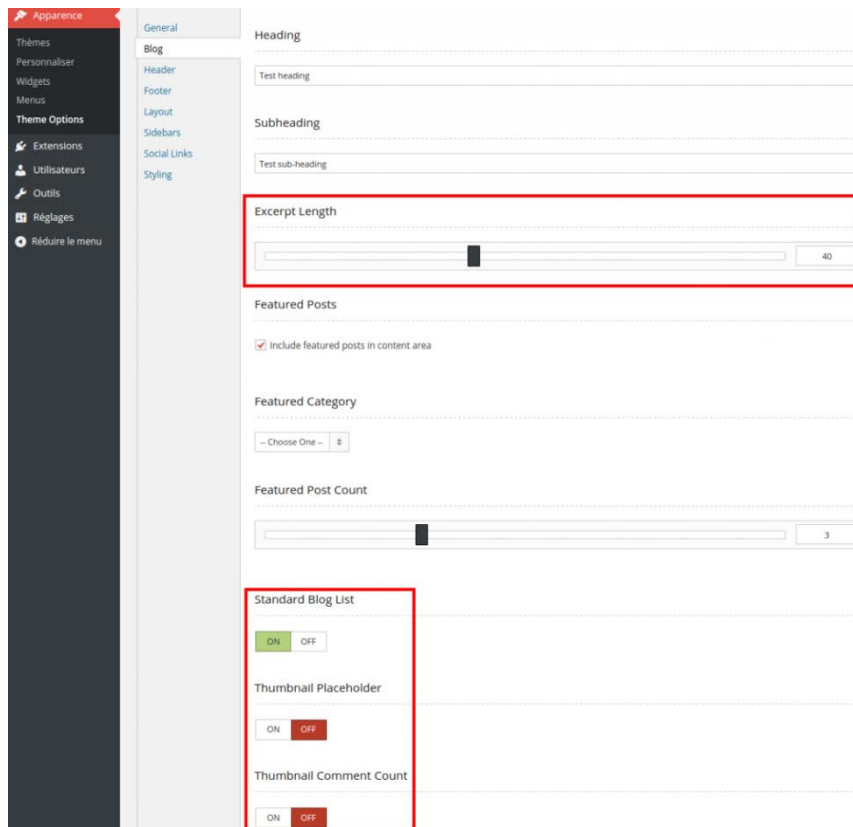 Apparence
Thèmes
Personnaliser
Widgets
Menus
Theme Options
Extensions
Utilisateurs
Outils
Réglages
Réduire le menu
General
Blog
Header
Footer
Layout
Sidebars
Social Links
Styling
Heading
Test heading
Subheading
Test sub-heading
Excerpt Length
40
Featured Posts
Include featured posts in content area
Featured Category
-- Choose One --
Featured Post Count
3
Standard Blog List
ON OFF
Thumbnail Placeholder
ON OFF
Thumbnail Comment Count
ON OFF